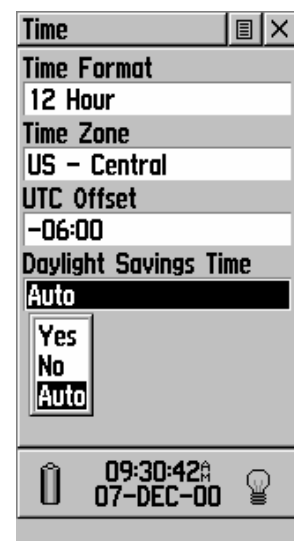 Time
Time Format
12 Hour
Time Zone
US - Central
UTC Offset
-06:00
Daylight Savings Time
Auto
Yes
No
Auto
09:30:42AM
07-DEC-00